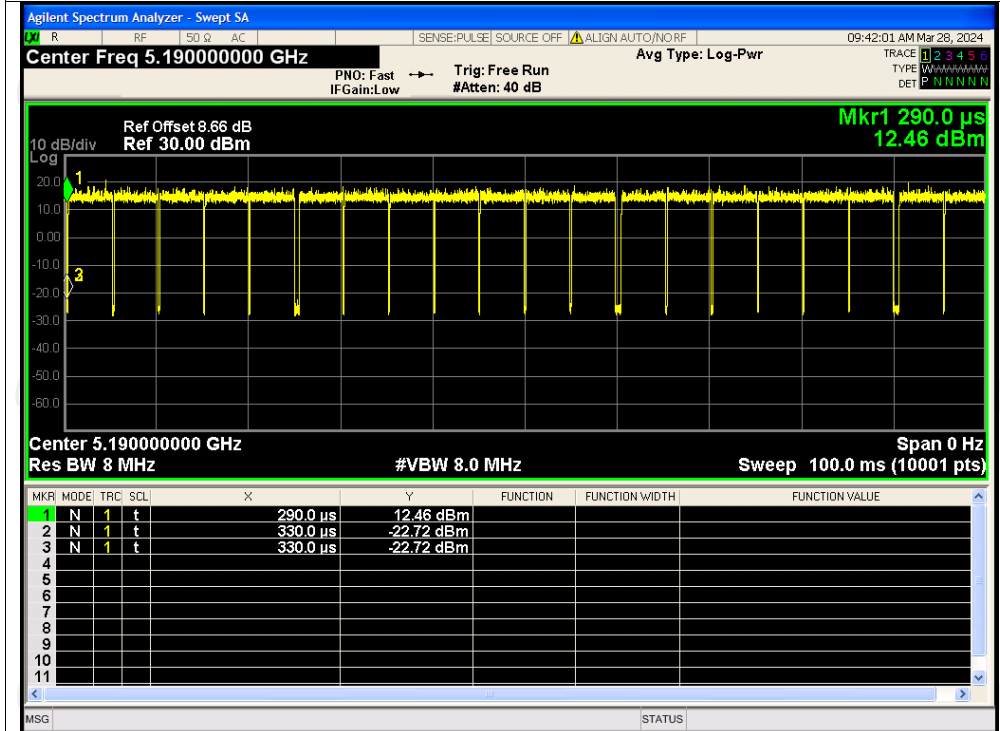 Agilent Spectrum Analyzer - Swept SA
LXI R RF 50 Ω AC SENSE:PULSE SOURCE OFF ALIGN AUTO/NO RF 09:42:01 AM Mar 28, 2024
Center Freq 5.190000000 GHz Avg Type: Log-Pwr TRACE 1 2 3 4 5 6
PNO: Fast Trig: Free Run TYPE WWWWWW
IFGain:Low #Atten: 40 dB DET P N N N N N
Mkr1 290.0 µs
12.46 dBm
Ref Offset 8.66 dB
10 dB/div Ref 30.00 dBm
Log
20.0
10.0
0.00
-10.0
-20.0
-30.0
-40.0
-50.0
-60.0
1
3
Center 5.190000000 GHz Span 0 Hz
Res BW 8 MHz #VBW 8.0 MHz Sweep 100.0 ms (10001 pts)
MKR MODE TRC SCL X Y FUNCTION FUNCTION WIDTH FUNCTION VALUE
1 N 1 t 290.0 µs 12.46 dBm
2 N 1 t 330.0 µs -22.72 dBm
3 N 1 t 330.0 µs -22.72 dBm
4
5
6
7
8
9
10
11
MSG STATUS